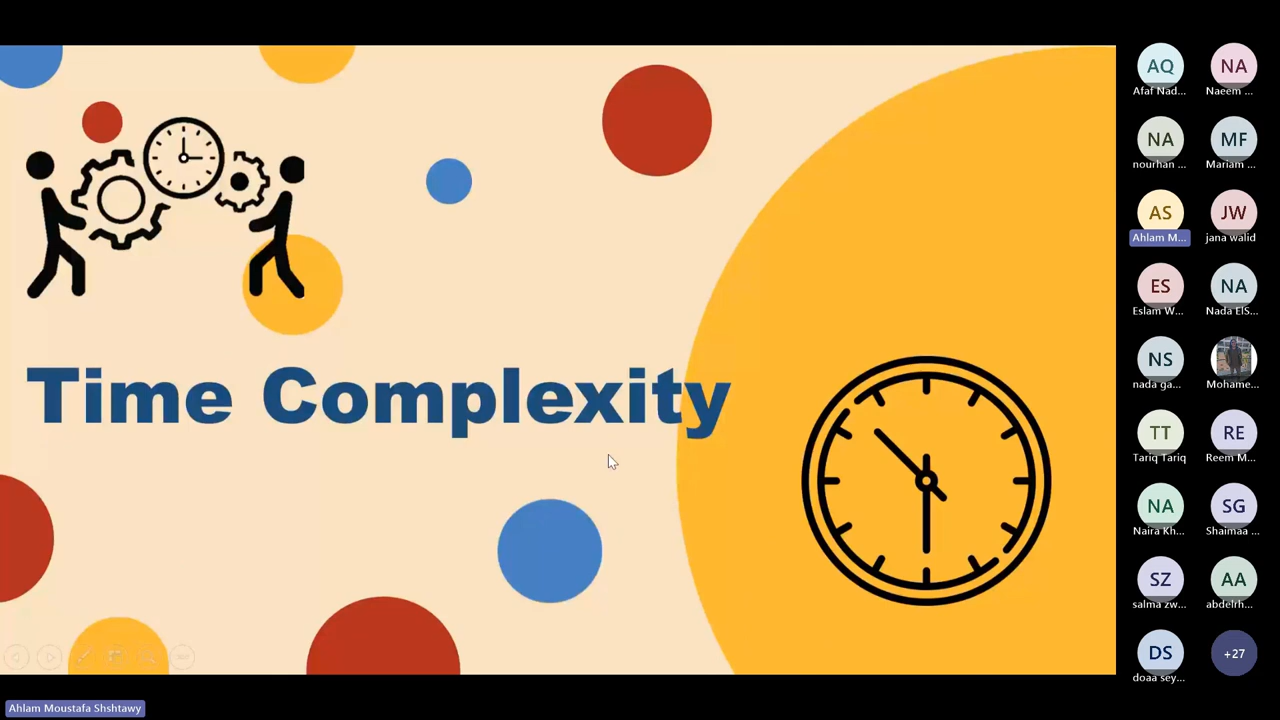 Time Complexity
AQ
Afaf Nad...
NA
Naeem ...
NA
nourhan ...
MF
Mariam ...
AS
Ahlam M...
JW
jana walid
ES
Eslam W...
NA
Nada ElS...
NS
nada ga...
Mohame...
TT
Tariq Tariq
RE
Reem M...
NA
Naira Kh...
SG
Shaimaa ...
SZ
salma zw...
AA
abdelrh...
DS
doaa sey...
+27
Ahlam Moustafa Shshtawy